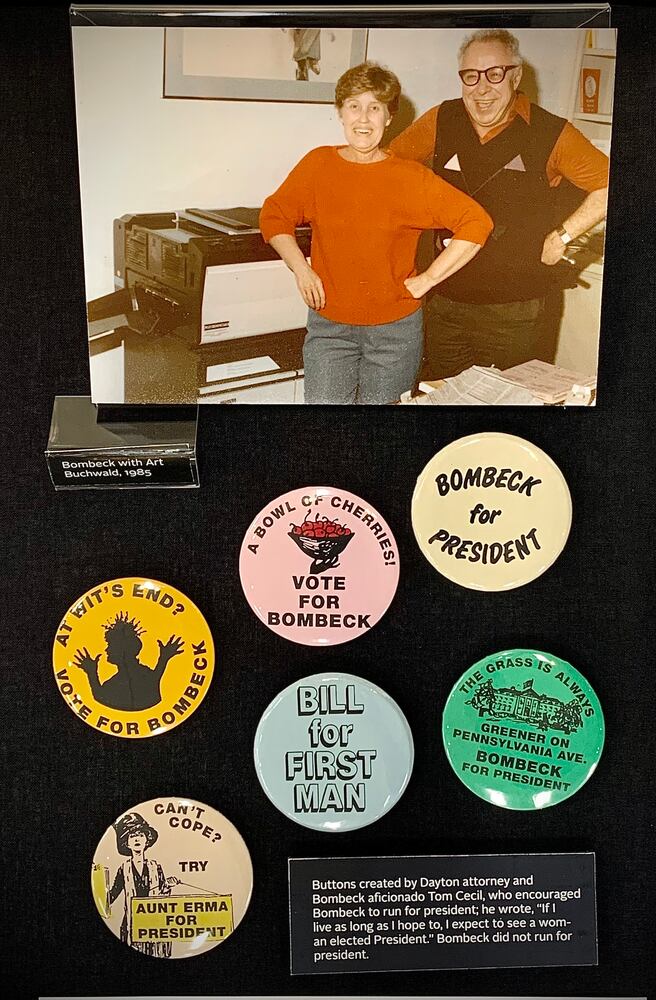 Bombeck with Art
Buchwald, 1985
BOMBECK
for
PRESIDENT
A BOWL OF CHERRIES!
VOTE
FOR
BOMBECK
AT WIT'S END?
VOTE FOR BOMBECK
BILL
for
FIRST
MAN
THE GRASS IS ALWAYS
GREENER ON
PENNSYLVANIA AVE.
BOMBECK
FOR PRESIDENT
CAN'T
COPE?
TRY
AUNT ERMA
FOR
PRESIDENT
Buttons created by Dayton attorney and
Bombeck aficionado Tom Cecil, who encouraged
Bombeck to run for president; he wrote, “If I
live as long as I hope to, I expect to see a wom-
an elected President.” Bombeck did not run for
president.